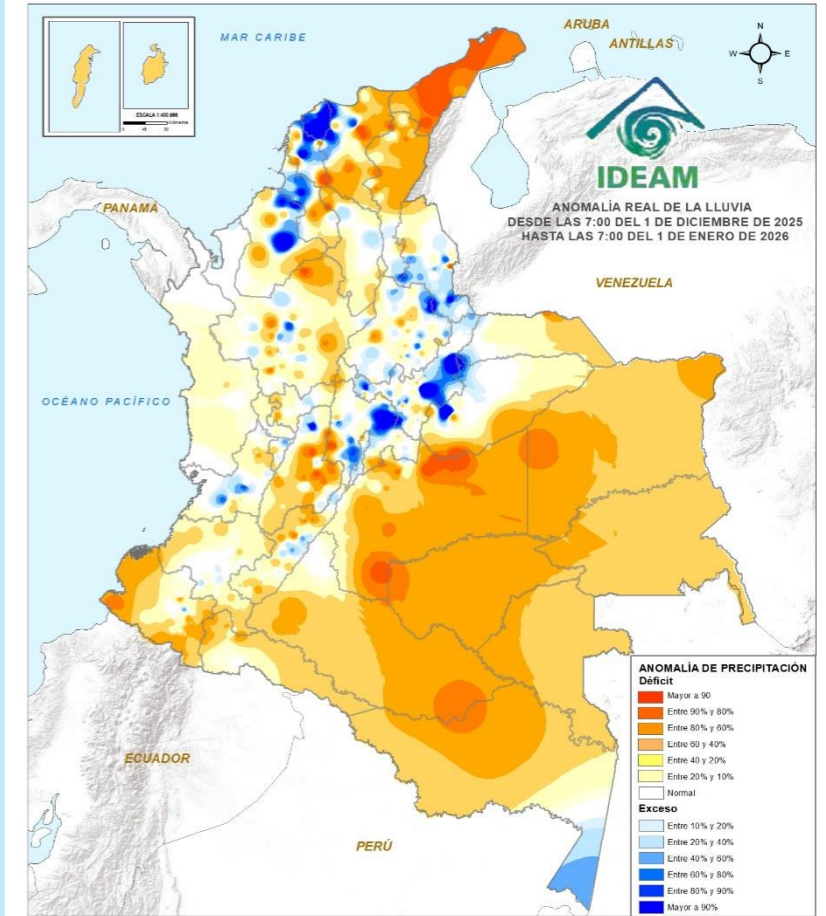 MAR CARIBE
ARUBA
ANTILLAS
N
W
E
S
ESCALA 1:400,000
IDEAM
ANOMALÍA REAL DE LA LLUVIA
DESDE LAS 7:00 DEL 1 DE DICIEMBRE DE 2025
HASTA LAS 7:00 DEL 1 DE ENERO DE 2026
PANAMÁ
VENEZUELA
OCÉANO PACÍFICO
ECUADOR
PERÚ
ANOMALÍA DE PRECIPITACIÓN
Déficit
Mayor a 90
Entre 90% y 80%
Entre 80% y 60%
Entre 60 y 40%
Entre 40 y 20%
Entre 20% y 10%
Normal
Exceso
Entre 10% y 20%
Entre 20% y 40%
Entre 40% y 60%
Entre 60% y 80%
Entre 80% y 90%
Mayor a 90%